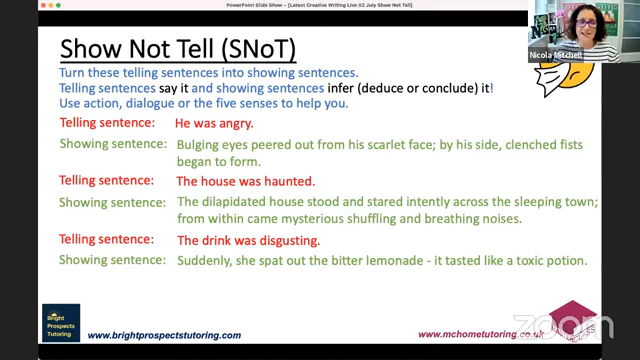 PowerPoint Slide Show - [Latest Creative Writing Live 92 July Show Not Tell]
Nicola Mitchell
Show Not Tell (SNoT)
Turn these telling sentences into showing sentences.
Telling sentences say it and showing sentences infer (deduce or conclude) it!
Use action, dialogue or the five senses to help you.
Telling sentence: He was angry.
Showing sentence: Bulging eyes peered out from his scarlet face; by his side, clenched fists
began to form.
Telling sentence: The house was haunted.
Showing sentence: The dilapidated house stood and stared intently across the sleeping town;
from within came mysterious shuffling and breathing noises.
Telling sentence: The drink was disgusting.
Showing sentence: Suddenly, she spat out the bitter lemonade - it tasted like a toxic potion.
Bright
Prospects
Tutoring
www.brightprospectstutoring.com
www.mchometutoring.co.uk
zoom